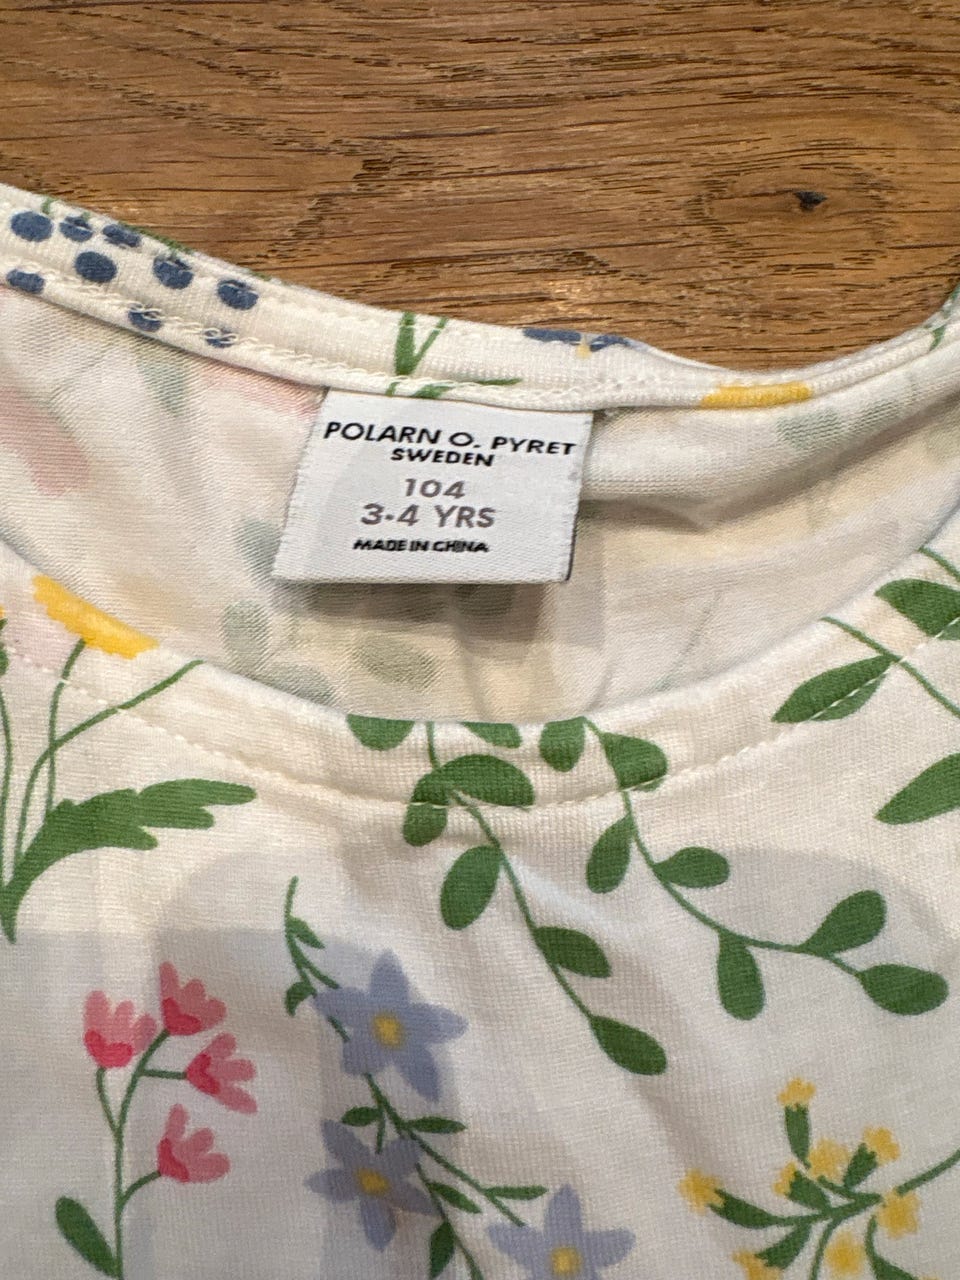 POLARN O. PYRET
SWEDEN
104
3-4 YRS
MADE IN CHINA